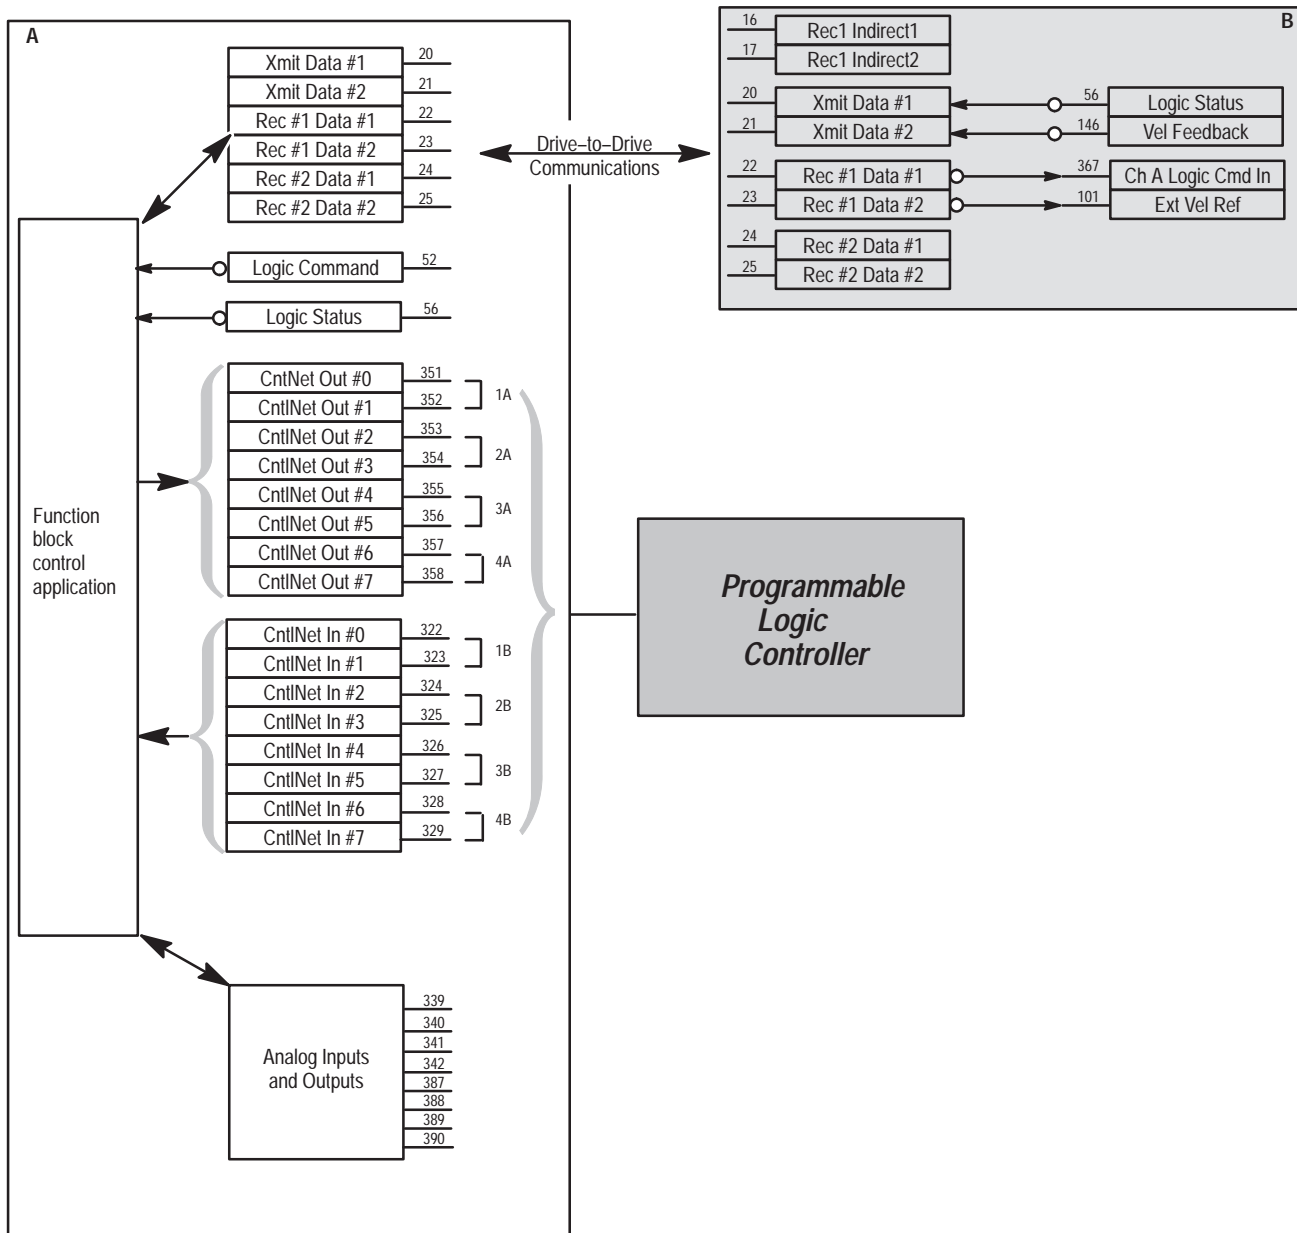 A
Xmit Data #1 20
Xmit Data #2 21
Rec #1 Data #1 22
Rec #1 Data #2 23
Rec #2 Data #1 24
Rec #2 Data #2 25
Logic Command 52
Logic Status 56
CntNet Out #0 351
CntlNet Out #1 352
1A
CntlNet Out #2 353
CntlNet Out #3 354
2A
CntlNet Out #4 355
CntlNet Out #5 356
3A
CntlNet Out #6 357
CntlNet Out #7 358
4A
Function
block
control
application
CntlNet In #0 322
CntlNet In #1 323
1B
CntlNet In #2 324
CntlNet In #3 325
2B
CntlNet In #4 326
CntlNet In #5 327
3B
CntlNet In #6 328
CntlNet In #7 329
4B
Analog Inputs
and Outputs
339
340
341
342
387
388
389
390
Drive–to–Drive
Communications
B
16 Rec1 Indirect1
17 Rec1 Indirect2
20 Xmit Data #1 56 Logic Status
21 Xmit Data #2 146 Vel Feedback
22 Rec #1 Data #1 367 Ch A Logic Cmd In
23 Rec #1 Data #2 101 Ext Vel Ref
24 Rec #2 Data #1
25 Rec #2 Data #2
Programmable
Logic
Controller